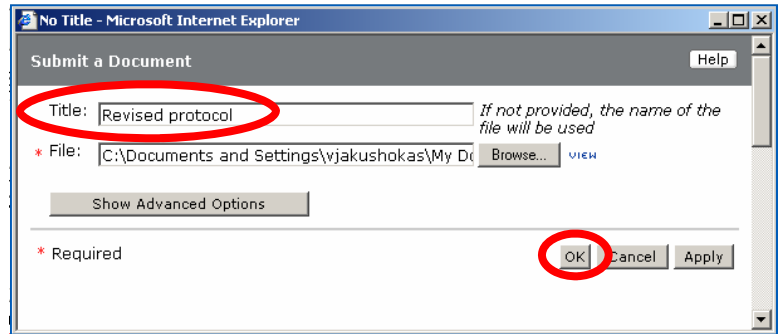 No Title - Microsoft Internet Explorer
Submit a Document
Help
Title: Revised protocol
If not provided, the name of the
file will be used
* File: C:\Documents and Settings\vjakushokas\My Do Browse... VIEW
Show Advanced Options
* Required
OK Cancel Apply